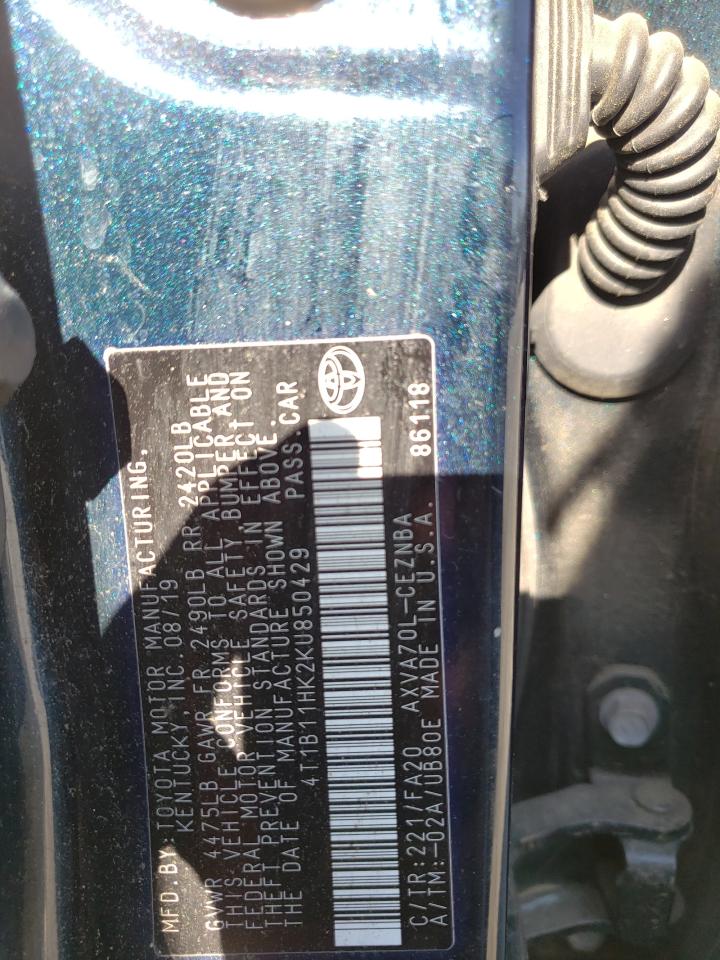 MFD.BY:TOYOTA MOTOR MANUFACTURING,
KENTUCKY INC. 08/19
GVWR 4475LB GAWR FR 2490LB RR 2420LB
THIS VEHICLE CONFORMS TO ALL APPLICABLE
FEDERAL MOTOR VEHICLE SAFETY BUMPER AND
THEFT PREVENTION STANDARDS IN EFFECT ON
THE DATE OF MANUFACTURE SHOWN ABOVE.
4T1B11HK2KU850429 PASS. CAR
C/TR:221/FA20 AXVA70L-CEZNBA 86118
A/TM:-02A/UB80E MADE IN U.S.A.